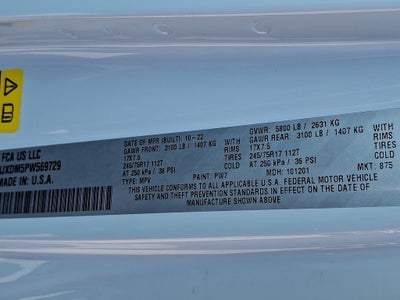 FCA US LLC
DATE OF MFR (BUILT): 10-22
GVWR: 5800 LB / 2631 KG
GAWR FRONT: 3100 LB / 1407 KG WITH
GAWR REAR: 3100 LB / 1407 KG WITH
17X7.5 RIMS
17X7.5 RIMS
245/75R17 112T TIRES
245/75R17 112T TIRES
AT 250 kPa / 36 PSI COLD
AT 250 kPa / 36 PSI COLD
JXDM5PW569729
MADE IN U.S.A.
TYPE: MPV
PAINT: PW7
MDH: 101201
MKT: 875
THIS VEHICLE CONFORMS TO ALL APPLICABLE U.S.A. FEDERAL MOTOR VEHICLE
SAFETY AND THEFT PREVENTION STANDARDS IN EFFECT ON THE DATE OF
MANUFACTURE SHOWN ABOVE